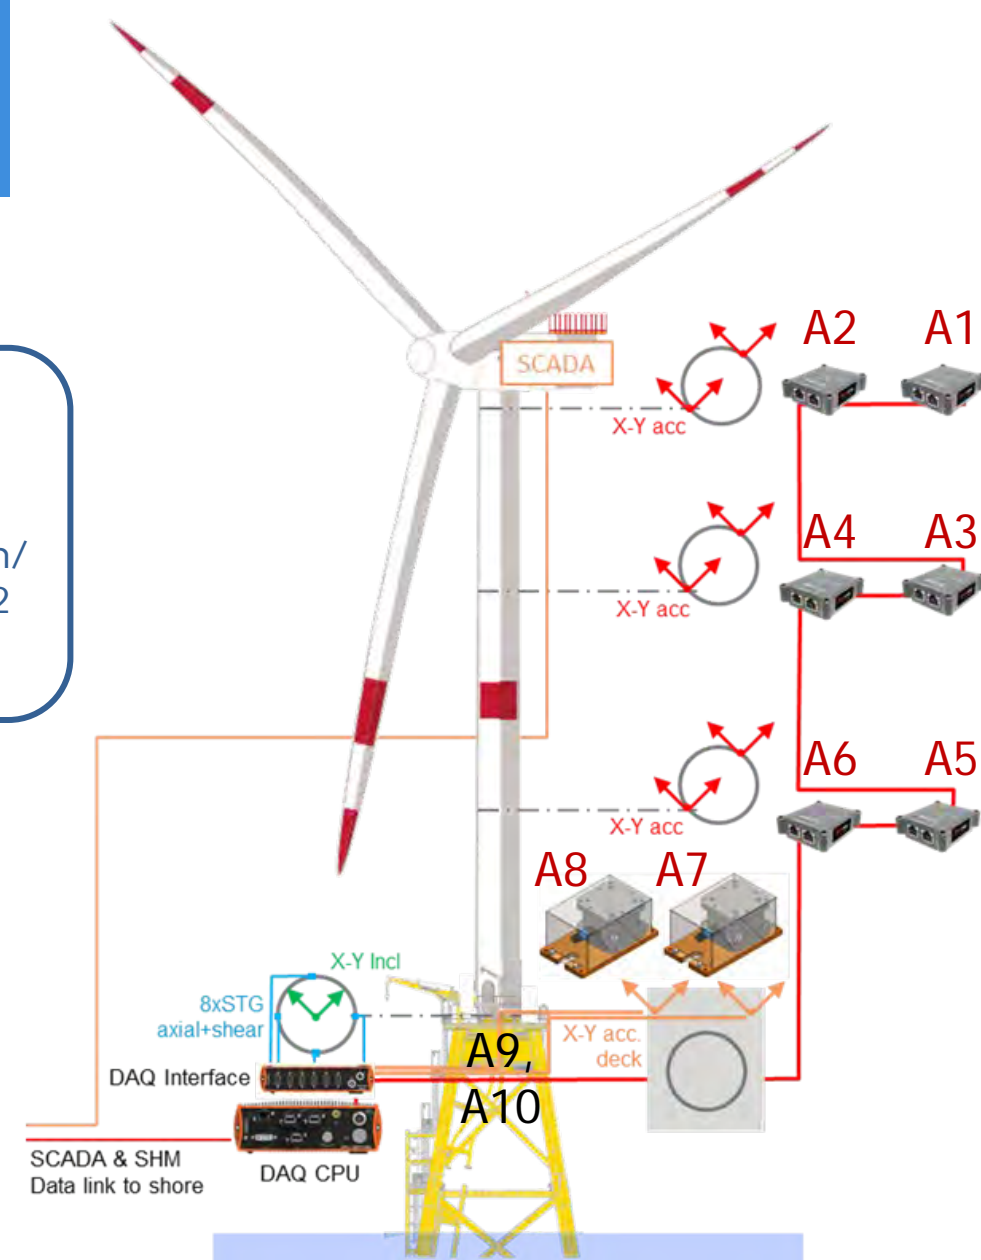 A2
A1
SCADA
X-Y acc
A4
A3
n/
2
X-Y acc
A6
A5
X-Y acc
A8
A7
X-Y Incl
8xSTG
axial+shear
X-Y acc.
deck
A9,
DAQ Interface
A10
SCADA & SHM
Data link to shore
DAQ CPU